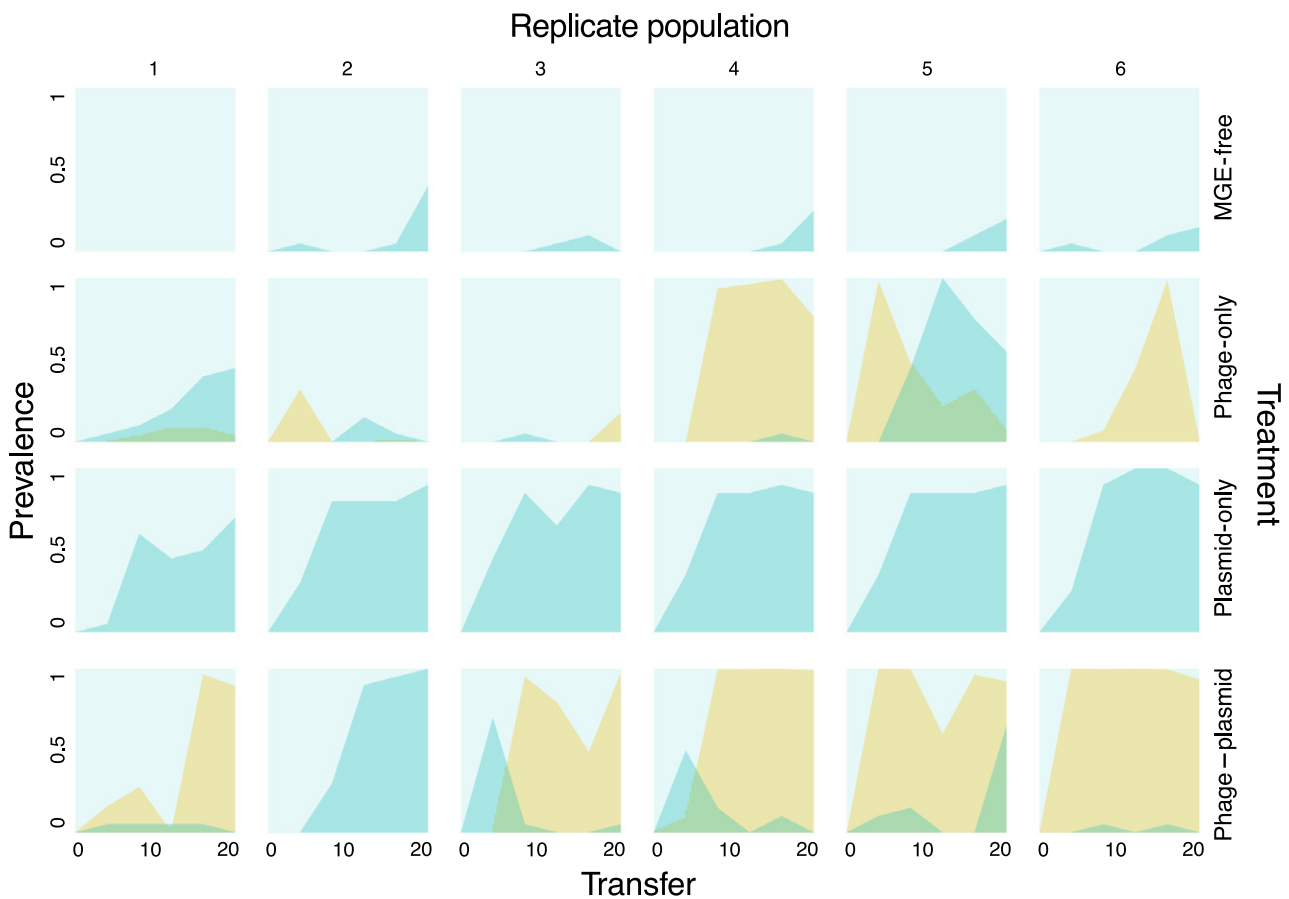 Replicate population
1 2 3 4 5 6
1 0.5 0 MGE-free
1 0.5 0 Phage-only
Prevalence
Treatment
1 0.5 0 Plasmid-only
1 0.5 0 Phage–plasmid
0 10 20 0 10 20 0 10 20 0 10 20 0 10 20 0 10 20
Transfer